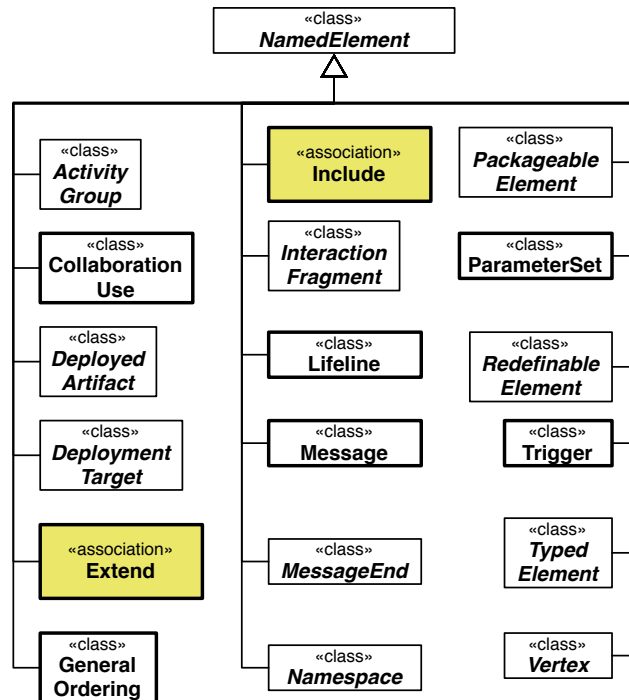 «class»
NamedElement
«class»
Activity
Group
«class»
Collaboration
Use
«class»
Deployed
Artifact
«class»
Deployment
Target
«association»
Extend
«class»
General
Ordering
«association»
Include
«class»
Interaction
Fragment
«class»
Lifeline
«class»
Message
«class»
MessageEnd
«class»
Namespace
«class»
Packageable
Element
«class»
ParameterSet
«class»
Redefinable
Element
«class»
Trigger
«class»
Typed
Element
«class»
Vertex